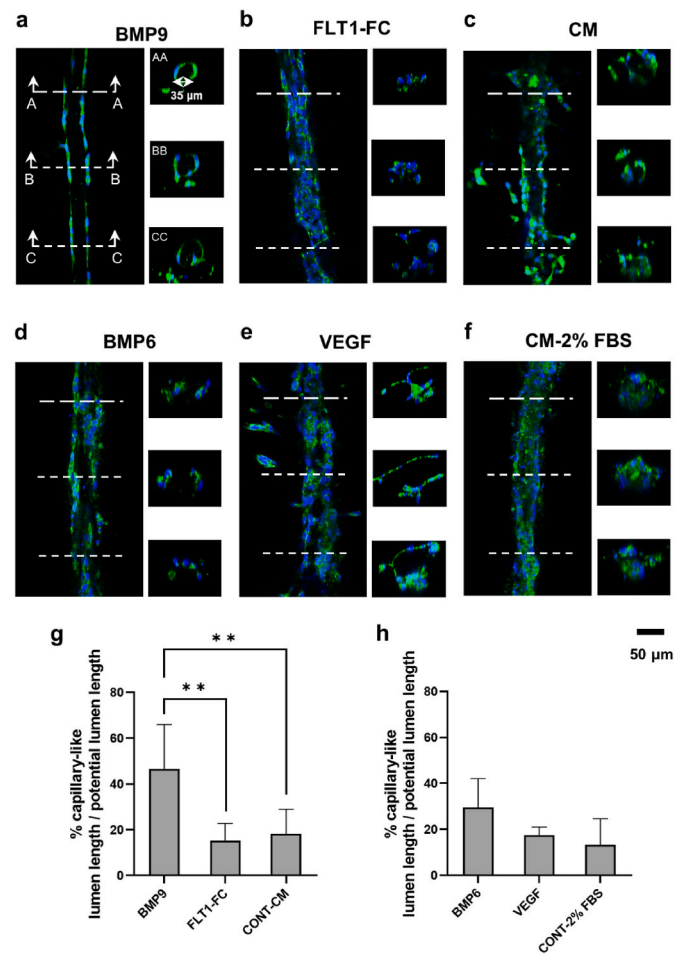 a
BMP9
A
A
B
B
C
C
AA
35 µm
BB
CC
b
FLT1-FC
c
CM
d
BMP6
e
VEGF
f
CM-2% FBS
g
% capillary-like
lumen length / potential lumen length
80
60
40
20
0
**
**
BMP9
FLT1-FC
CONT-CM
h
50 µm
% capillary-like
lumen length / potential lumen length
80
60
40
20
0
BMP6
VEGF
CONT-2% FBS